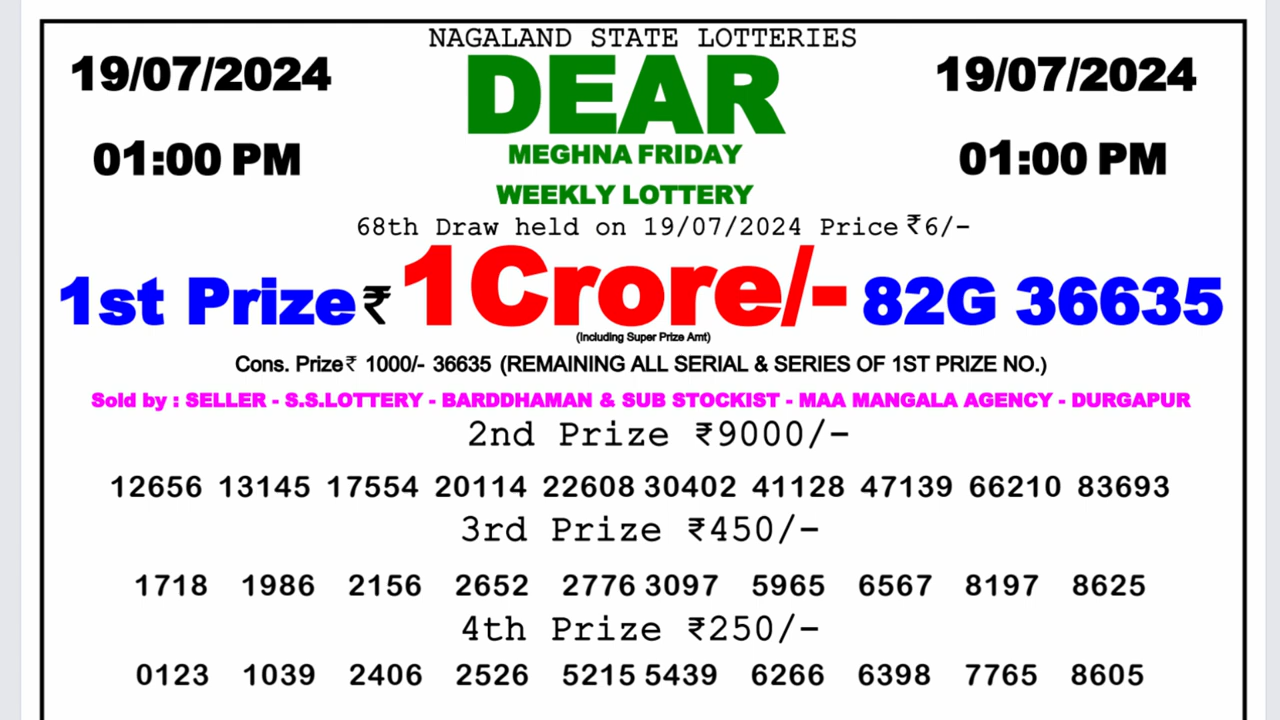 NAGALAND STATE LOTTERIES
19/07/2024 DEAR 19/07/2024
01:00 PM MEGHNA FRIDAY 01:00 PM
WEEKLY LOTTERY
68th Draw held on 19/07/2024 Price ₹6/-
1st Prize ₹ 1Crore/- 82G 36635
(Including Super Prize Amt)
Cons. Prize ₹ 1000/- 36635 (REMAINING ALL SERIAL & SERIES OF 1ST PRIZE NO.)
Sold by : SELLER - S.S.LOTTERY - BARDDHAMAN & SUB STOCKIST - MAA MANGALA AGENCY - DURGAPUR
2nd Prize ₹9000/-
12656 13145 17554 20114 22608 30402 41128 47139 66210 83693
3rd Prize ₹450/-
1718 1986 2156 2652 2776 3097 5965 6567 8197 8625
4th Prize ₹250/-
0123 1039 2406 2526 5215 5439 6266 6398 7765 8605